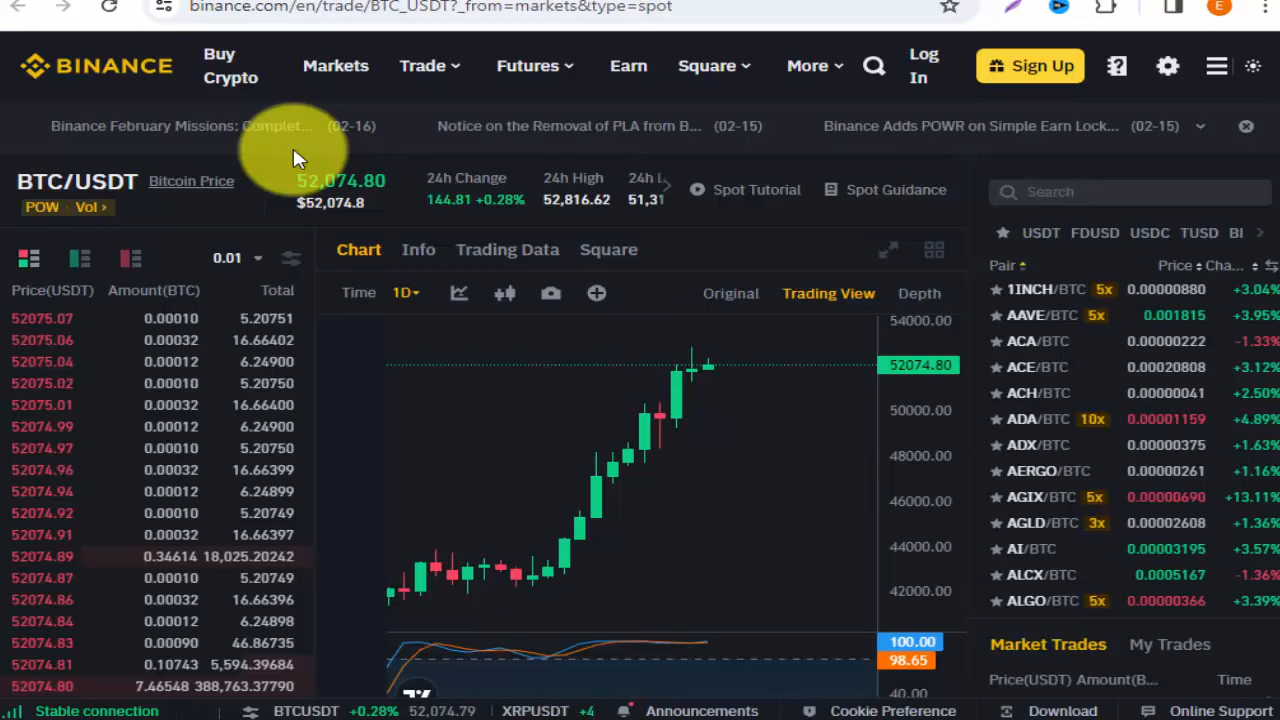 binance.com/en/trade/BTC_USDT?_from=markets&type=spot
E
BINANCE
Buy Crypto
Markets
Trade
Futures
Earn
Square
More
Log In
Sign Up
Binance February Missions: Complet... (02-16)
Notice on the Removal of PLA from B... (02-15)
Binance Adds POWR on Simple Earn Lock... (02-15)
BTC/USDT
Bitcoin Price
POW
Vol
52,074.80
$52,074.8
24h Change
144.81 +0.28%
24h High
52,816.62
24h L
51,31
Spot Tutorial
Spot Guidance
Search
USDT FDUSD USDC TUSD BI
0.01
Chart Info Trading Data Square
Time 1D
Original Trading View Depth
Price(USDT) Amount(BTC) Total
52075.07 0.00010 5.20751
52075.06 0.00032 16.66402
52075.04 0.00012 6.24900
52075.02 0.00010 5.20750
52075.01 0.00032 16.66400
52074.99 0.00012 6.24900
52074.97 0.00010 5.20750
52074.96 0.00032 16.66399
52074.94 0.00012 6.24899
52074.92 0.00010 5.20749
52074.91 0.00032 16.66397
52074.89 0.34614 18,025.20242
52074.87 0.00010 5.20749
52074.86 0.00032 16.66396
52074.84 0.00012 6.24898
52074.83 0.00090 46.86735
52074.81 0.10743 5,594.39684
52074.80 7.46548 388,763.37790
54000.00
52074.80
50000.00
48000.00
46000.00
44000.00
42000.00
100.00
98.65
40.00
Pair Price Cha...
1INCH/BTC 5x 0.00000880 +3.04%
AAVE/BTC 5x 0.001815 +3.95%
ACA/BTC 0.00000222 -1.33%
ACE/BTC 0.00020808 +3.12%
ACH/BTC 0.00000041 +2.50%
ADA/BTC 10x 0.00001159 +4.89%
ADX/BTC 0.00000375 +1.63%
AERGO/BTC 0.00000261 +1.16%
AGIX/BTC 5x 0.00000690 +13.11%
AGLD/BTC 3x 0.00002608 +1.36%
AI/BTC 0.00003195 +3.57%
ALCX/BTC 0.0005167 -1.36%
ALGO/BTC 5x 0.00000366 +3.39%
Market Trades My Trades
Price(USDT) Amount(B... Time
Stable connection
BTCUSDT +0.28% 52,074.79
XRPUSDT +4
Announcements
Cookie Preference
Download
Online Support